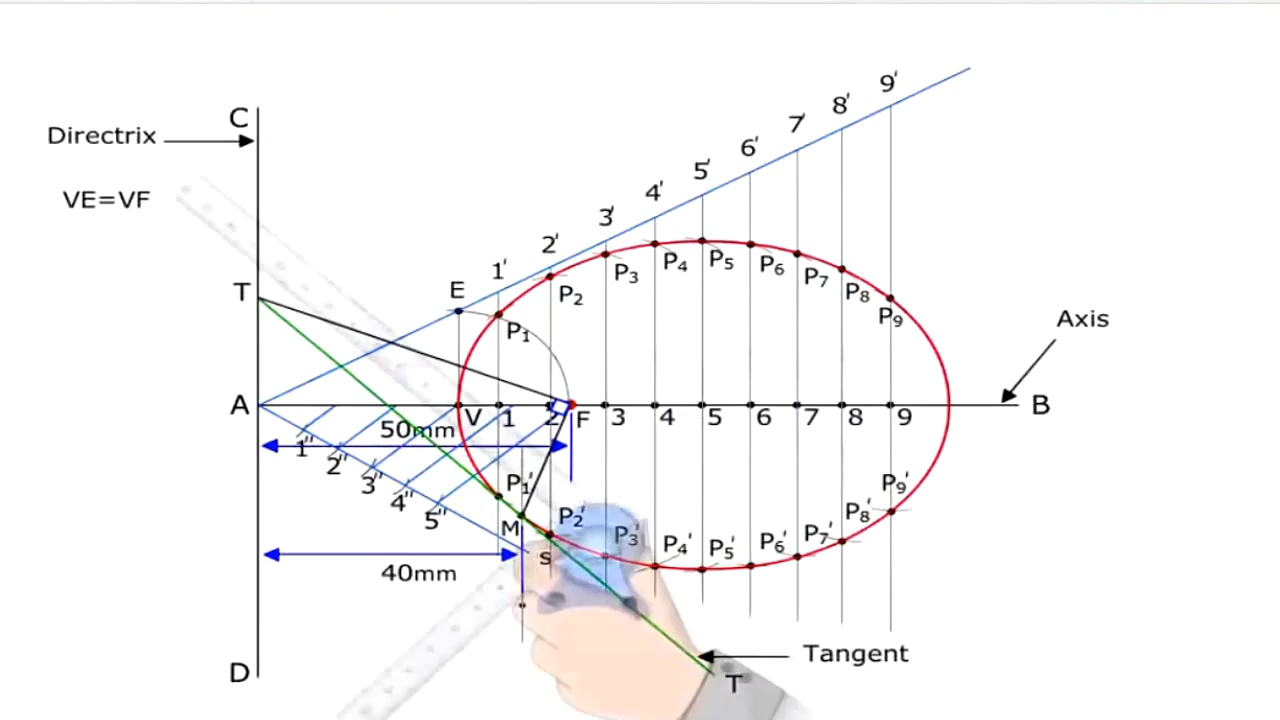 9'
8'
C
7'
Directrix
6'
5'
VE=VF
4'
3'
2'
1'
T
E
P₁
P₂
P₃
P₄
P₅
P₆
P₇
P₈
P₉
Axis
A
V
1
2
F
3
4
5
6
7
8
9
B
50mm
1"
2"
3"
4"
5"
P₁'
M
P₂'
P₃'
P₄'
P₅'
P₆'
P₇'
P₈'
P₉'
s
40mm
D
Tangent
T